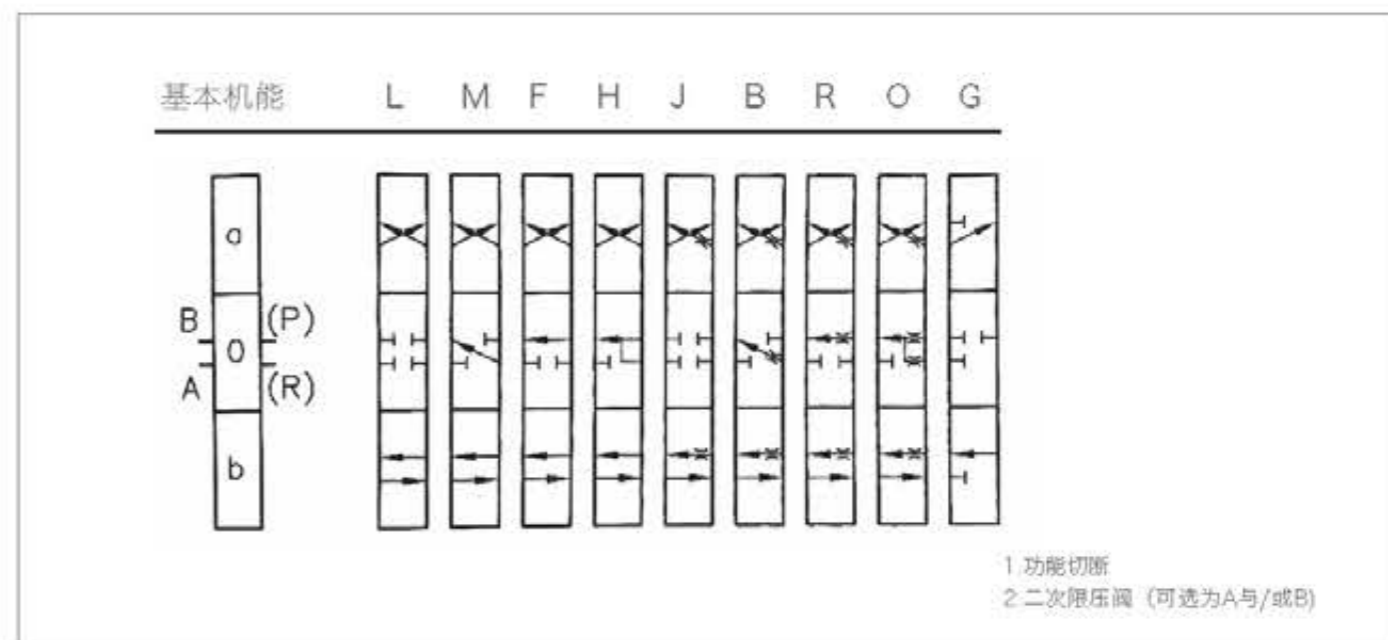 基本机能 L M F H J B R O G
a
B (P)
0
A (R)
b
1 功能切断
2 二次限压阀 (可选为A与/或B)